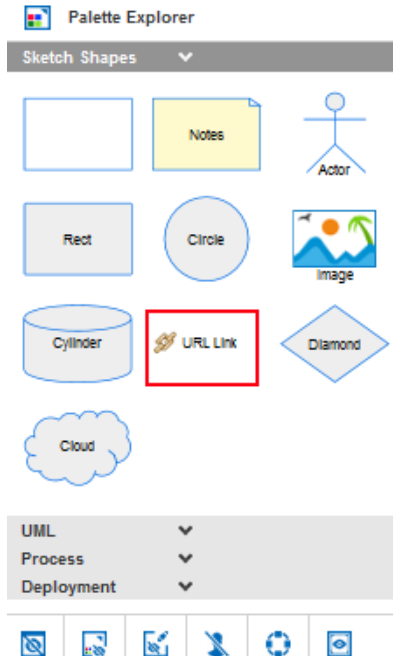 Palette Explorer
Sketch Shapes
Notes
Actor
Rect
Circle
Image
Cylinder
URL Link
Diamond
Cloud
UML
Process
Deployment